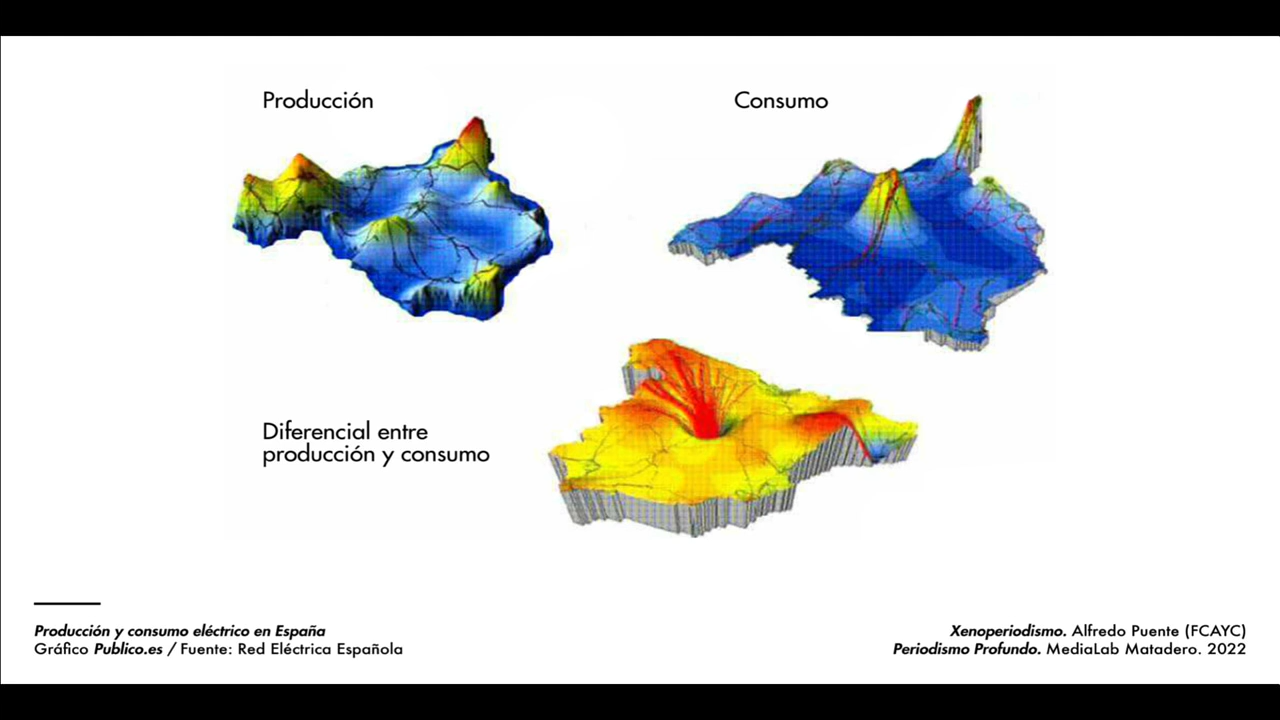 Producción
Consumo
Diferencial entre
producción y consumo
Producción y consumo eléctrico en España
Gráfico Publico.es / Fuente: Red Eléctrica Española
Xenoperiodismo. Alfredo Puente (FCAYC)
Periodismo Profundo. MediaLab Matadero. 2022